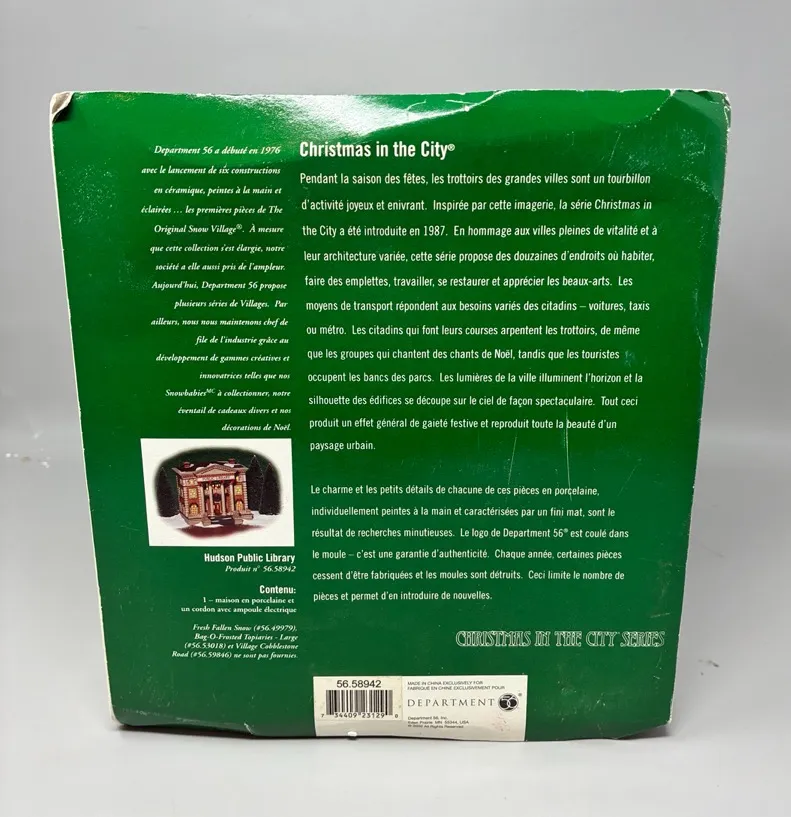 Department 56 a débuté en 1976
avec le lancement de six constructions
en céramique, peintes à la main et
éclairées ... les premières pièces de The
Original Snow Village®. À mesure
que cette collection s'est élargie, notre
société a elle aussi pris de l'ampleur.
Aujourd'hui, Department 56 propose
plusieurs séries de Villages. Par
ailleurs, nous nous maintenons chef de
file de l'industrie grâce au
développement de gammes créatives et
innovatrices telles que nos
Snowbabies MC à collectionner, notre
éventail de cadeaux divers et nos
décorations de Noël.
PUBLIC LIBRARY
Hudson Public Library
Produit n° 56.58942
Contenu:
1 – maison en porcelaine et
un cordon avec ampoule électrique
Fresh Fallen Snow (#56.49979),
Bag-O-Frosted Topiaries - Large
(#56.53018) et Village Cobblestone
Road (#56.59846) ne sont pas fournies.
Christmas in the City®
Pendant la saison des fêtes, les trottoirs des grandes villes sont un tourbillon
d'activité joyeux et enivrant. Inspirée par cette imagerie, la série Christmas in
the City a été introduite en 1987. En hommage aux villes pleines de vitalité et à
leur architecture variée, cette série propose des douzaines d'endroits où habiter,
faire des emplettes, travailler, se restaurer et apprécier les beaux-arts. Les
moyens de transport répondent aux besoins variés des citadins – voitures, taxis
ou métro. Les citadins qui font leurs courses arpentent les trottoirs, de même
que les groupes qui chantent des chants de Noël, tandis que les touristes
occupent les bancs des parcs. Les lumières de la ville illuminent l'horizon et la
silhouette des édifices se découpe sur le ciel de façon spectaculaire. Tout ceci
produit un effet général de gaieté festive et reproduit toute la beauté d'un
paysage urbain.
Le charme et les petits détails de chacune de ces pièces en porcelaine,
individuellement peintes à la main et caractérisées par un fini mat, sont le
résultat de recherches minutieuses. Le logo de Department 56® est coulé dans
le moule – c'est une garantie d'authenticité. Chaque année, certaines pièces
cessent d'être fabriquées et les moules sont détruits. Ceci limite le nombre de
pièces et permet d'en introduire de nouvelles.
CHRISTMAS IN THE CITY SERIES
56.58942
7 34409 23129 8
MADE IN CHINA EXCLUSIVELY FOR
FABRIQUÉ EN CHINE EXCLUSIVEMENT POUR
DEPARTMENT 56®
Department 56, Inc.
Eden Prairie, MN 55344, USA
All Rights Reserved